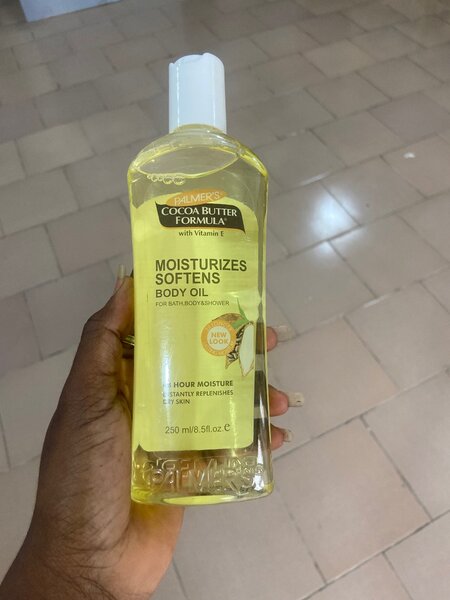 PALMER'S
COCOA BUTTER
FORMULA®
with Vitamin E
MOISTURIZES
SOFTENS
BODY OIL
FOR BATH,BODY&SHOWER
NEW
LOOK
HOUR MOISTURE
INSTANTLY REPLENISHES
DRY SKIN
250 ml/8.5fl.oz.℮
PALMER'S